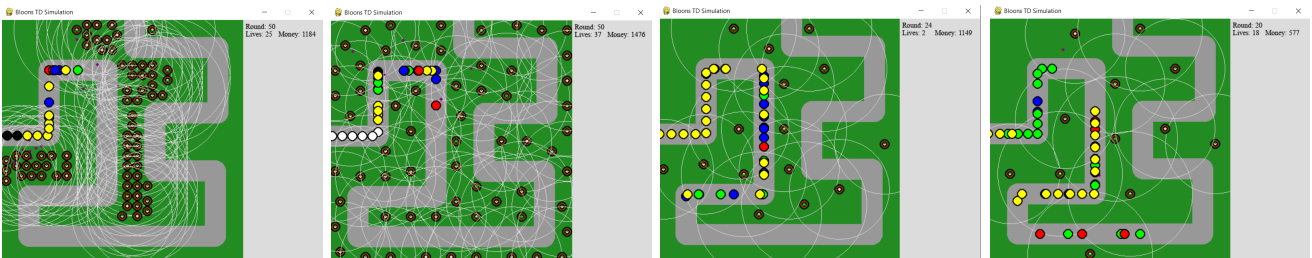 Bloons TD Simulation
Round: 50
Lives: 25 Money: 1184
Bloons TD Simulation
Round: 50
Lives: 37 Money: 1476
Bloons TD Simulation
Round: 24
Lives: 2 Money: 1149
Bloons TD Simulation
Round: 20
Lives: 18 Money: 577